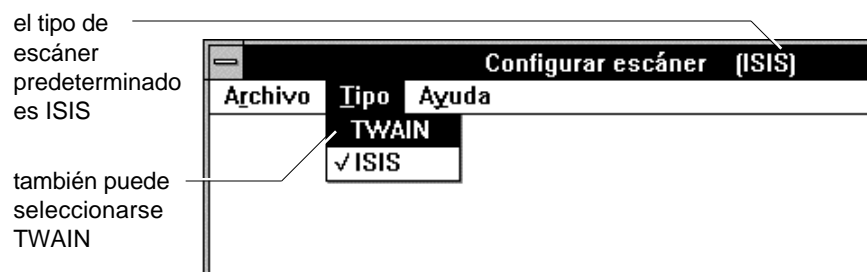 el tipo de
escáner
predeterminado
es ISIS
Configurar escáner (ISIS)
Archivo Tipo Ayuda
TWAIN
✓ISIS
también puede
seleccionarse
TWAIN